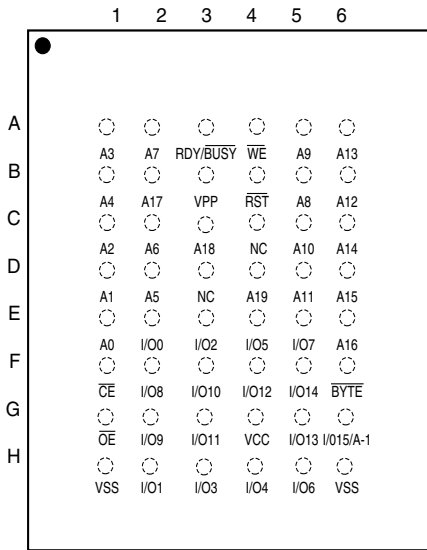 1 2 3 4 5 6
A
A3 A7 RDY/BUSY WE A9 A13
B
A4 A17 VPP RST A8 A12
C
A2 A6 A18 NC A10 A14
D
A1 A5 NC A19 A11 A15
E
A0 I/O0 I/O2 I/O5 I/O7 A16
F
CE I/O8 I/O10 I/O12 I/O14 BYTE
G
OE I/O9 I/O11 VCC I/O13 I/015/A-1
H
VSS I/O1 I/O3 I/O4 I/O6 VSS